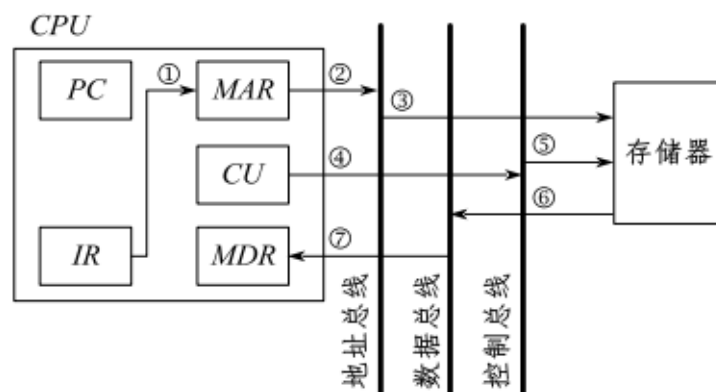 CPU
PC
①
MAR
②
③
CU
④
⑤
存储器
⑥
IR
MDR
⑦
地址总线
数据总线
控制总线